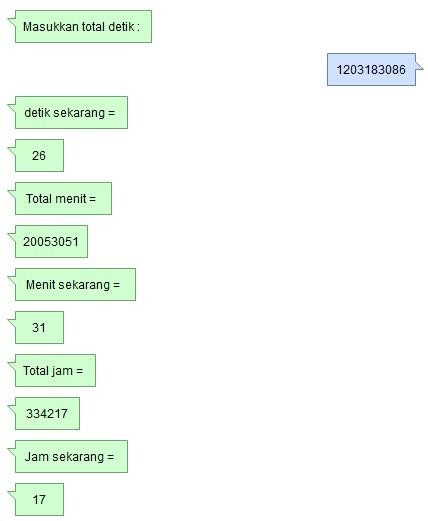 Masukkan total detik :
1203183086
detik sekarang =
26
Total menit =
20053051
Menit sekarang =
31
Total jam =
334217
Jam sekarang =
17